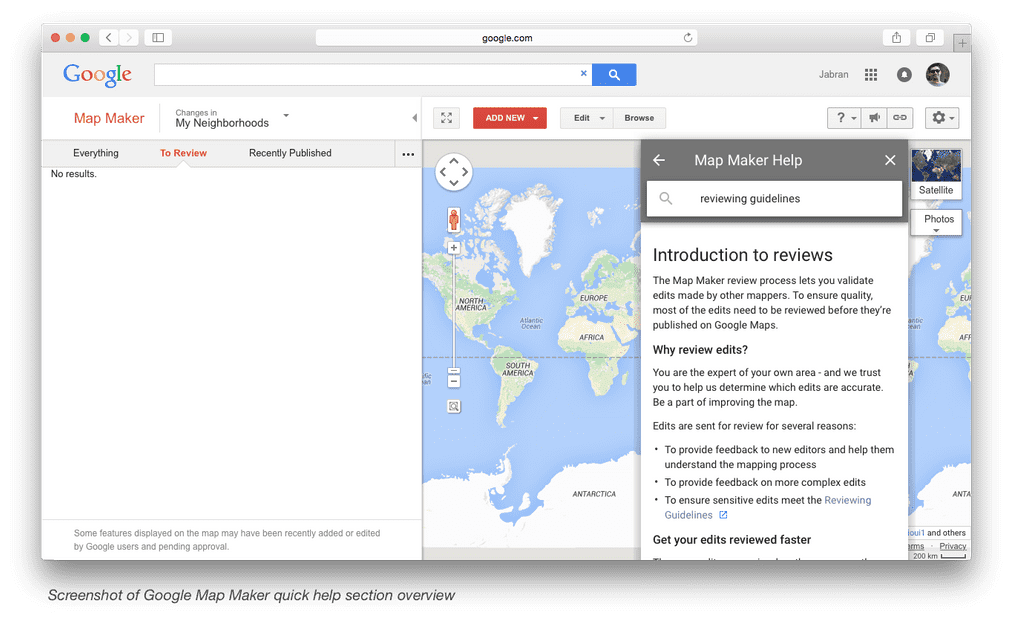 google.com
Google
Jabran
Map Maker
Changes in
My Neighborhoods
ADD NEW
Edit
Browse
?
Everything
To Review
Recently Published
No results.
Map Maker Help
reviewing guidelines
Satellite
Photos
Introduction to reviews
The Map Maker review process lets you validate
edits made by other mappers. To ensure quality,
most of the edits need to be reviewed before they're
published on Google Maps.
Why review edits?
You are the expert of your own area - and we trust
you to help us determine which edits are accurate.
Be a part of improving the map.
Edits are sent for review for several reasons:
• To provide feedback to new editors and help them
understand the mapping process
• To provide feedback on more complex edits
• To ensure sensitive edits meet the Reviewing
Guidelines
Get your edits reviewed faster
NORTH
AMERICA
Atlantic
Ocean
EUROPE
AFRICA
SOUTH
AMERICA
ANTARCTICA
Some features displayed on the map may have been recently added or edited
by Google users and pending approval.
and others
Privacy
200 km
Screenshot of Google Map Maker quick help section overview